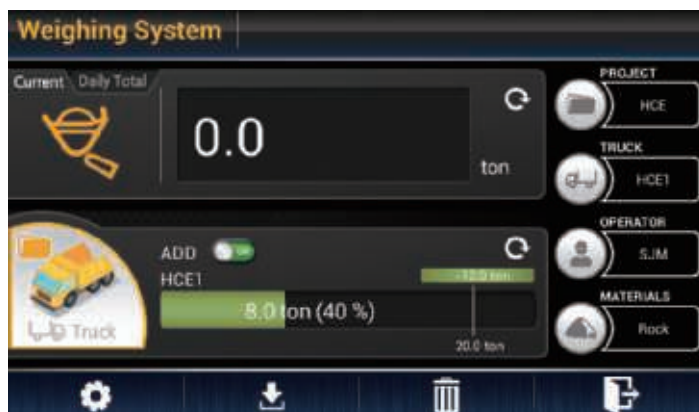 Weighing System
Current Daily Total
0.0
ton
PROJECT
HCE
TRUCK
HCE1
OPERATOR
SJM
MATERIALS
Rock
ADD
HCE1
-12.0 ton
8.0 ton (40 %)
20.0 ton
Truck